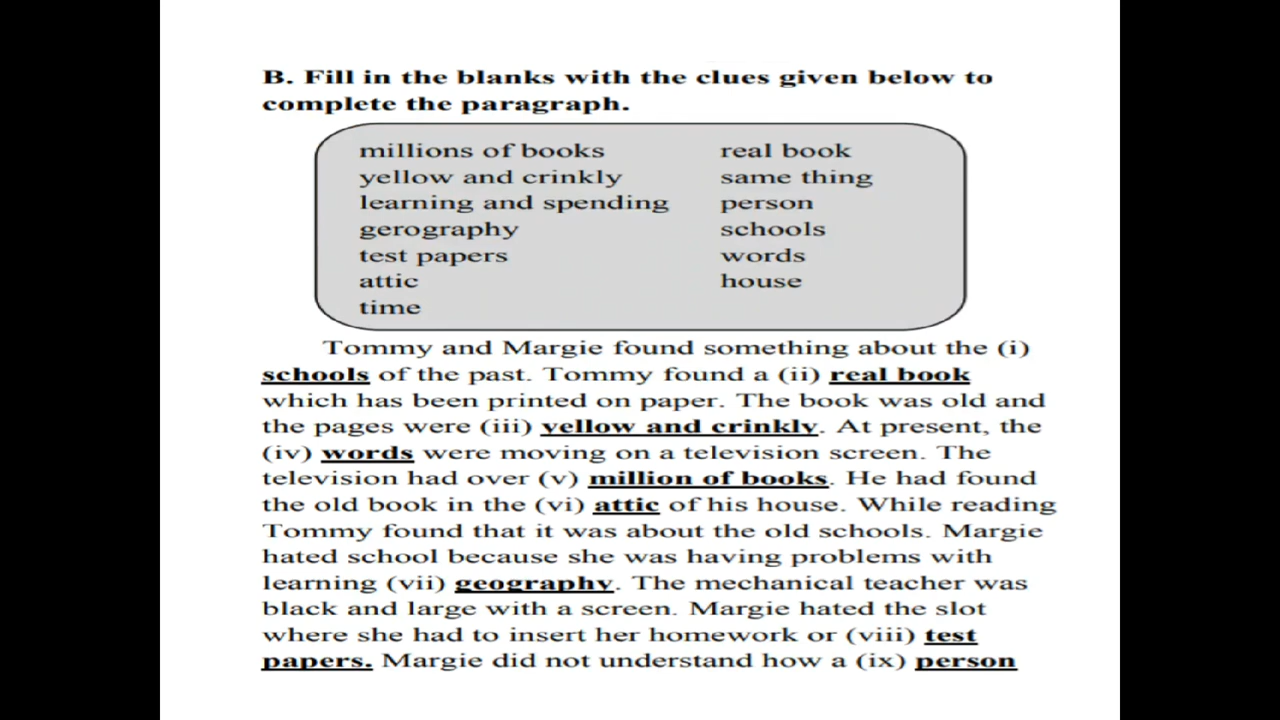 B. Fill in the blanks with the clues given below to
complete the paragraph.
millions of books real book
yellow and crinkly same thing
learning and spending person
gerography schools
test papers words
attic house
time
Tommy and Margie found something about the (i)
schools of the past. Tommy found a (ii) real book
which has been printed on paper. The book was old and
the pages were (iii) yellow and crinkly. At present, the
(iv) words were moving on a television screen. The
television had over (v) million of books. He had found
the old book in the (vi) attic of his house. While reading
Tommy found that it was about the old schools. Margie
hated school because she was having problems with
learning (vii) geography. The mechanical teacher was
black and large with a screen. Margie hated the slot
where she had to insert her homework or (viii) test
papers. Margie did not understand how a (ix) person